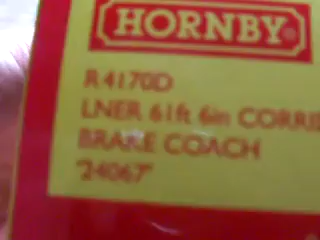 HORNBY®
R4170D
LNER 61ft 6in
BRAKE COACH
'24067'